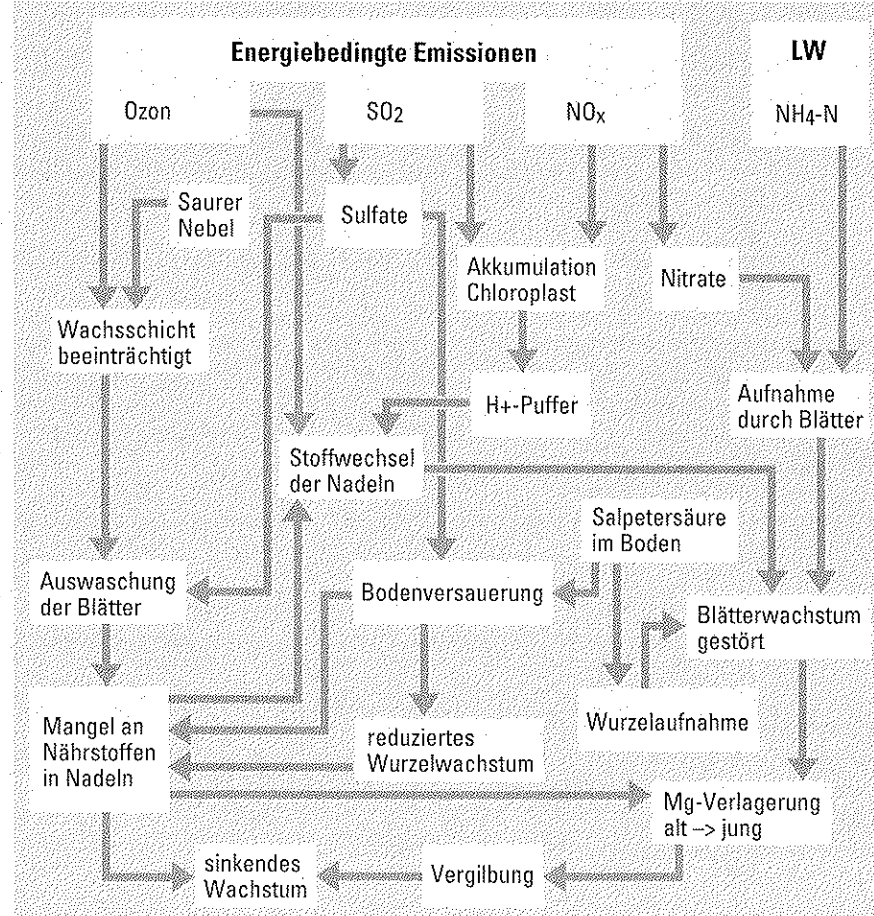 Energiebedingte Emissionen
LW
Ozon
SO2
NOx
NH4-N
Saurer
Nebel
Sulfate
Akkumulation
Chloroplast
Nitrate
Wachsschicht
beeinträchtigt
H+-Puffer
Aufnahme
durch Blätter
Stoffwechsel
der Nadeln
Salpetersäure
im Boden
Auswaschung
der Blätter
Bodenversauerung
Blätterwachstum
gestört
Mangel an
Nährstoffen
in Nadeln
reduziertes
Wurzelwachstum
Wurzelaufnahme
Mg-Verlagerung
alt –> jung
sinkendes
Wachstum
Vergilbung